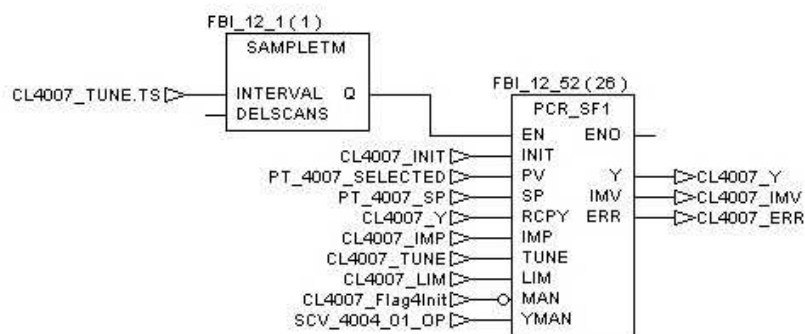 FBI_12_1(1)
SAMPLETM
CL4007_TUNE.TS INTERVAL Q
DELSCANS
FBI_12_52(26)
PCR_SF1
EN ENO
CL4007_INIT INIT
PT_4007_SELECTED PV Y CL4007_Y
PT_4007_SP SP IMV CL4007_IMV
CL4007_Y RCPY ERR CL4007_ERR
CL4007_IMP IMP
CL4007_TUNE TUNE
CL4007_LIM LIM
CL4007_Flag4Init MAN
SCV_4004_01_OP YMAN